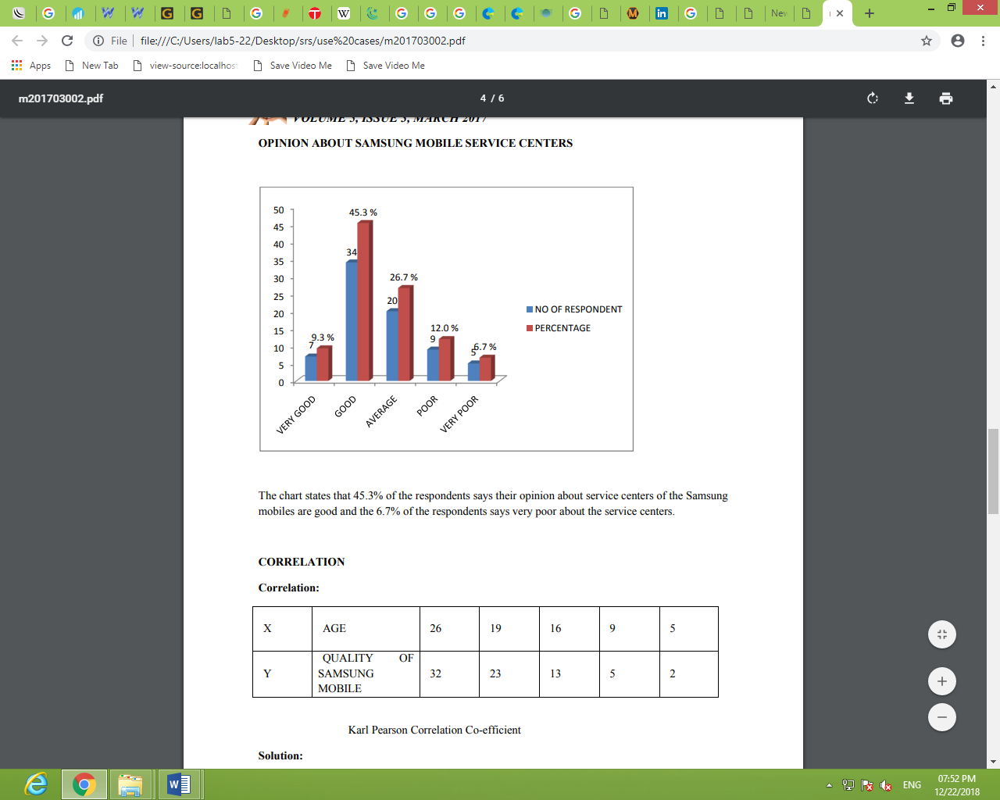 New
File
file:///C:/Users/lab5-22/Desktop/srs/use%20cases/m201703002.pdf
Apps
New Tab
view-source:localhost
Save Video Me
Save Video Me
m201703002.pdf
4 / 6
VOLUME 3, ISSUE 3, MARCH 2017
OPINION ABOUT SAMSUNG MOBILE SERVICE CENTERS
50
45
40
35
30
25
20
15
10
5
0
9.3 %
7
45.3 %
34
26.7 %
20
12.0 %
9
6.7 %
5
VERY GOOD
GOOD
AVERAGE
POOR
VERY POOR
NO OF RESPONDENT
PERCENTAGE
The chart states that 45.3% of the respondents says their opinion about service centers of the Samsung
mobiles are good and the 6.7% of the respondents says very poor about the service centers.
CORRELATION
Correlation:
X AGE 26 19 16 9 5
Y QUALITY OF SAMSUNG MOBILE 32 23 13 5 2
Karl Pearson Correlation Co-efficient
Solution:
ENG
07:52 PM
12/22/2018